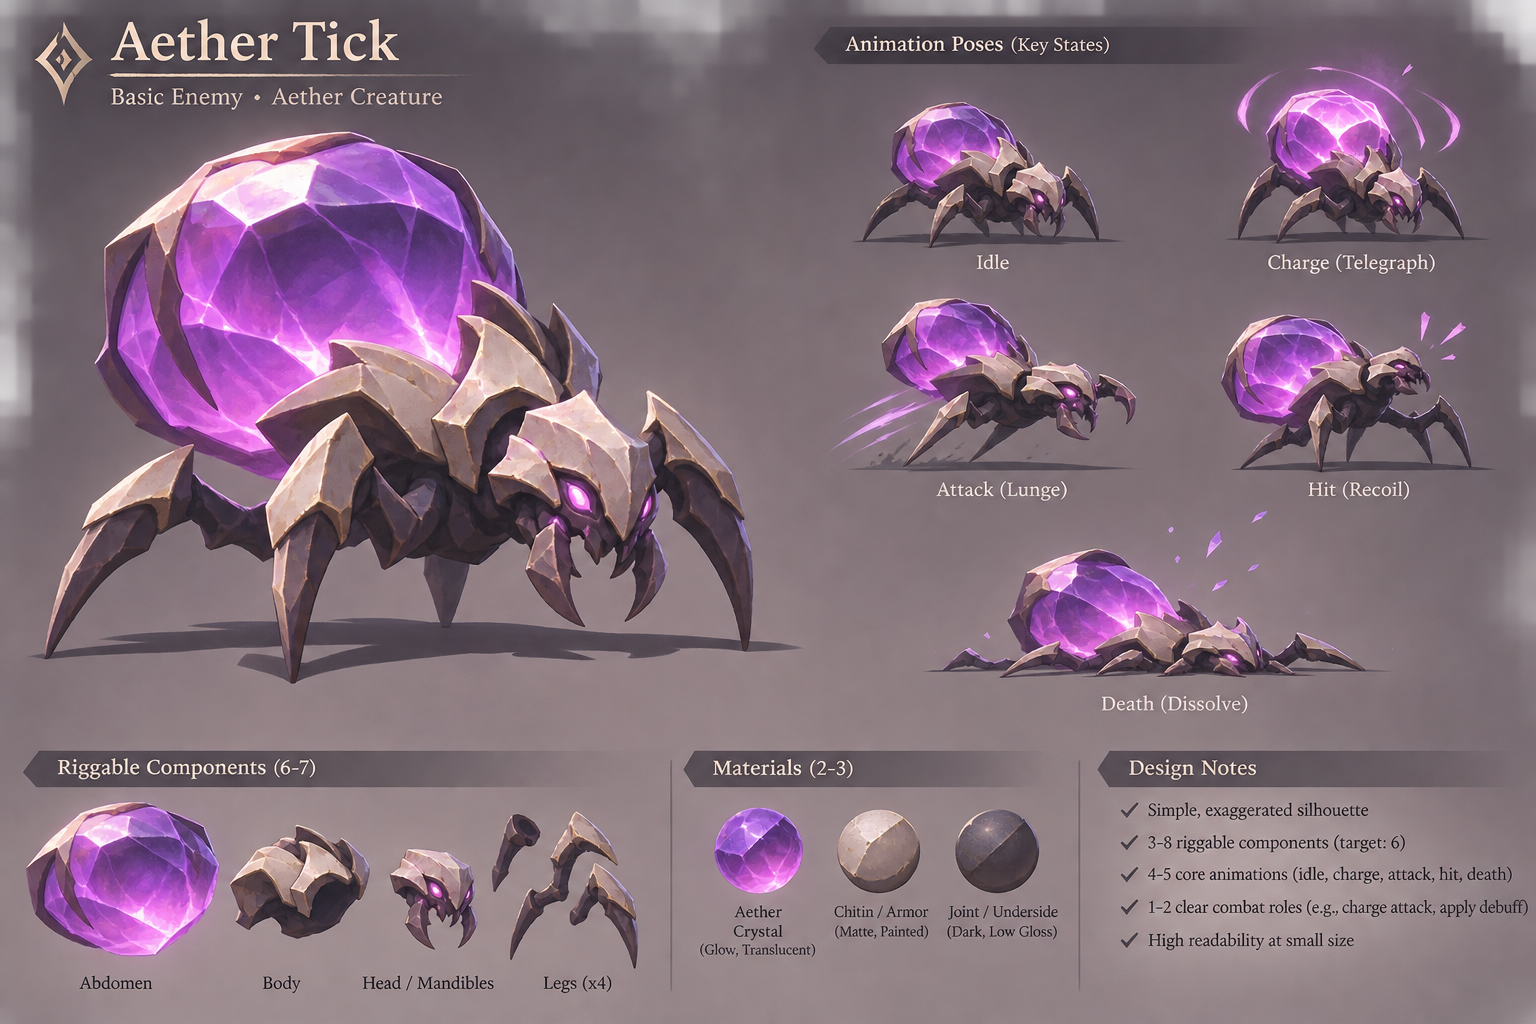 Aether Tick
Basic Enemy • Aether Creature
Animation Poses (Key States)
Idle
Charge (Telegraph)
Attack (Lunge)
Hit (Recoil)
Death (Dissolve)
Riggable Components (6-7)
Abdomen
Body
Head / Mandibles
Legs (x4)
Materials (2-3)
Aether
Crystal
(Glow, Translucent)
Chitin / Armor
(Matte, Painted)
Joint / Underside
(Dark, Low Gloss)
Design Notes
✓ Simple, exaggerated silhouette
✓ 3-8 riggable components (target: 6)
✓ 4-5 core animations (idle, charge, attack, hit, death)
✓ 1-2 clear combat roles (e.g., charge attack, apply debuff)
✓ High readability at small size